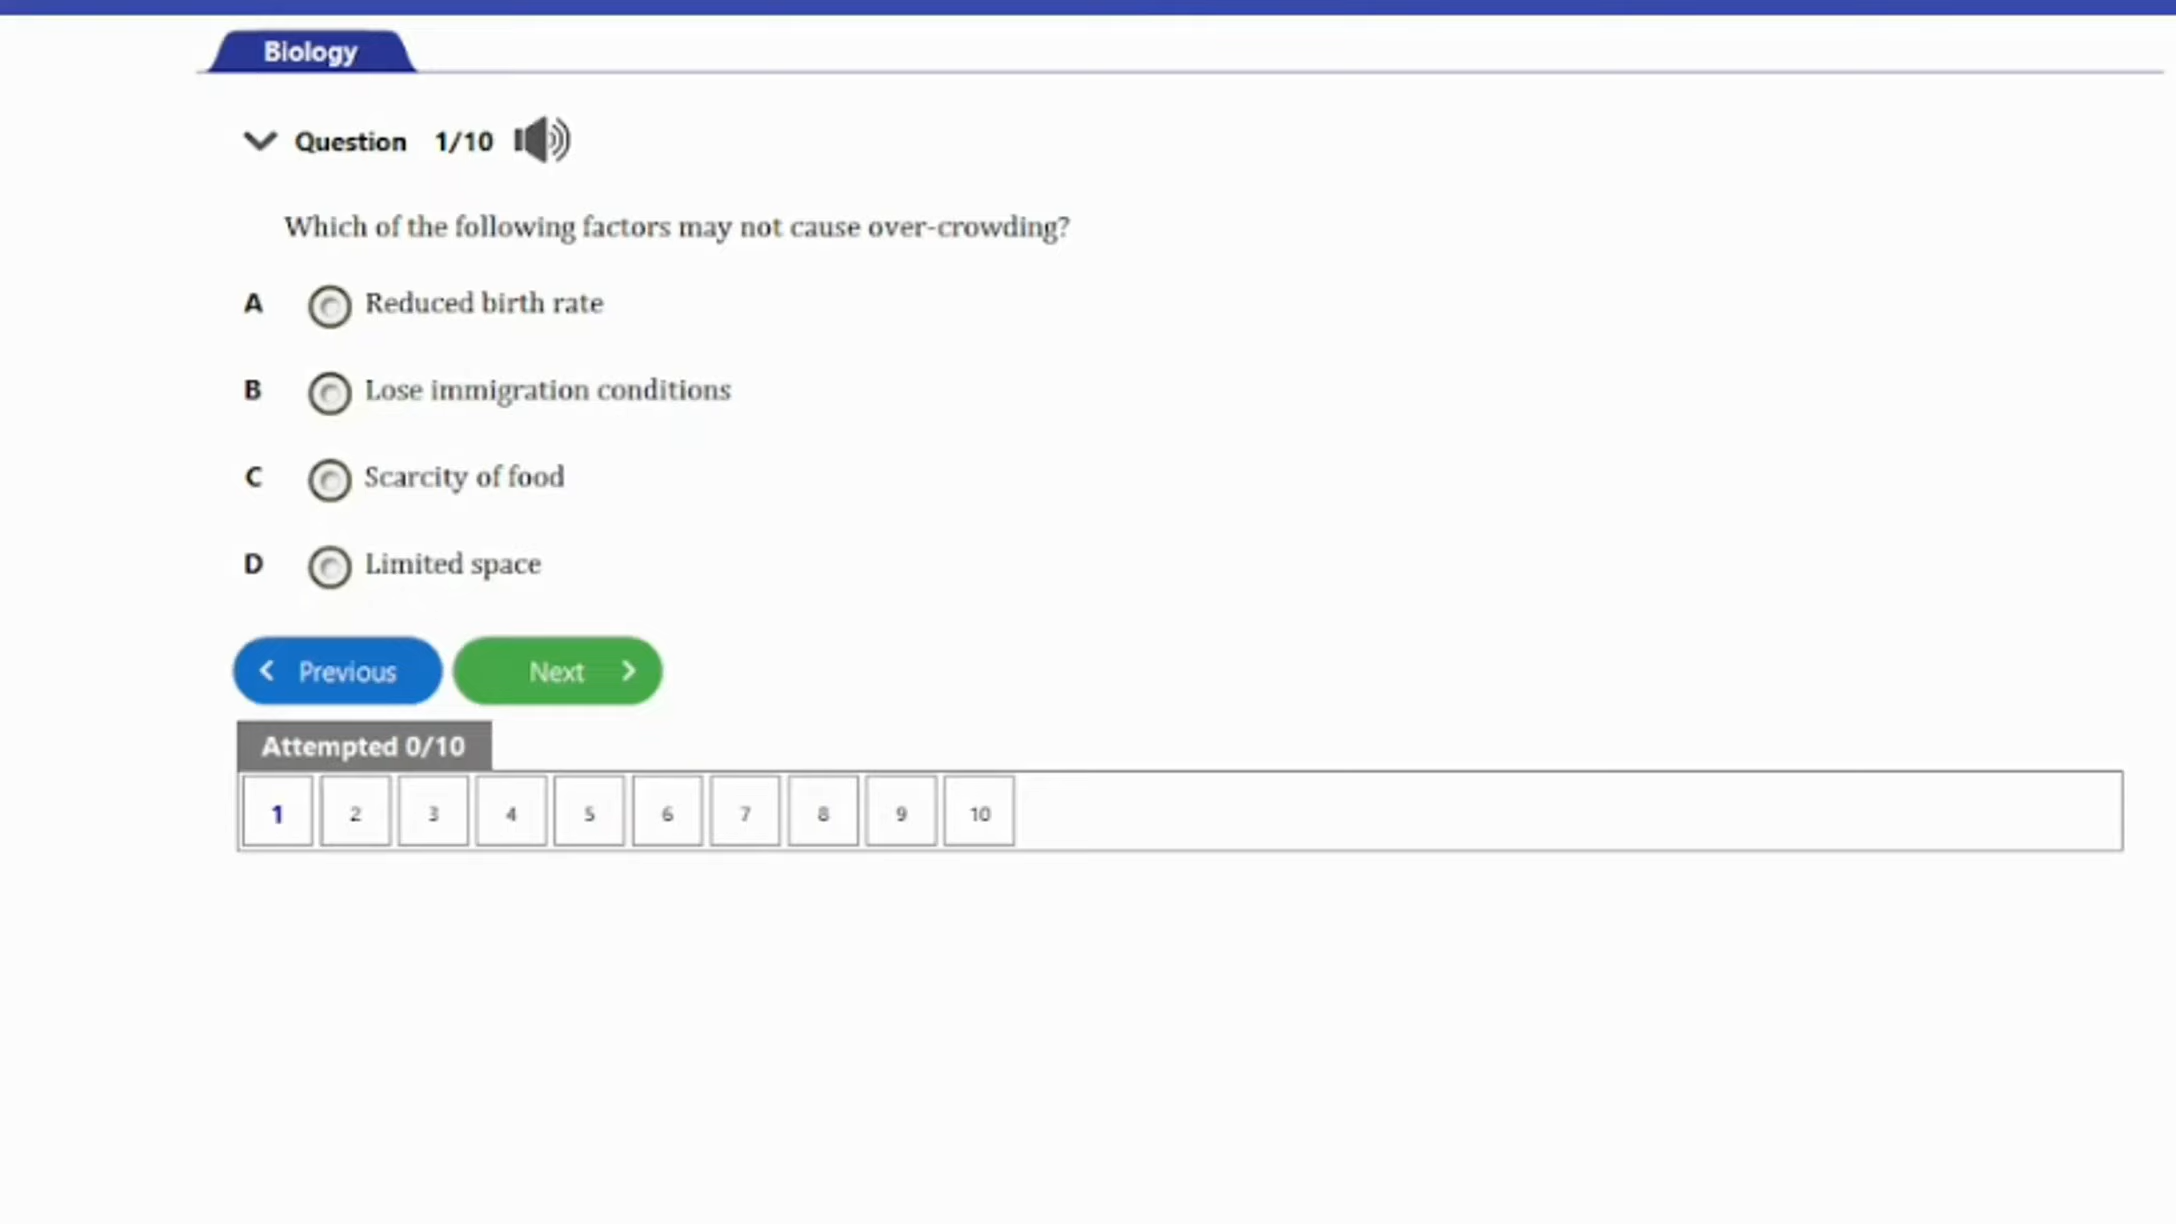 Biology
Question 1/10
Which of the following factors may not cause over-crowding?
A Reduced birth rate
B Lose immigration conditions
C Scarcity of food
D Limited space
Previous Next
Attempted 0/10
1 2 3 4 5 6 7 8 9 10